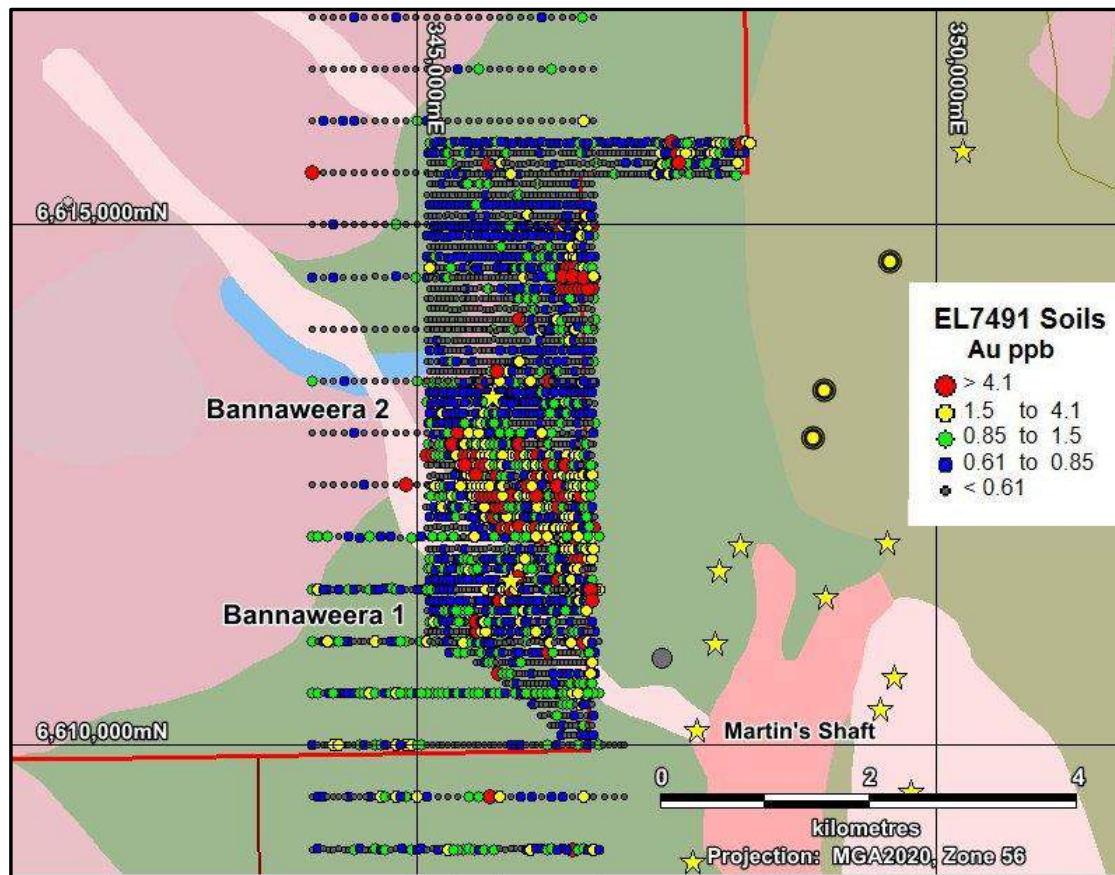 345,000mE
350,000mE
6,615,000mN
EL7491 Soils
Au ppb
> 4.1
1.5 to 4.1
0.85 to 1.5
0.61 to 0.85
< 0.61
Bannaweera 2
Bannaweera 1
6,610,000mN
Martin's Shaft
0 2 4
kilometres
Projection: MGA2020, Zone 56